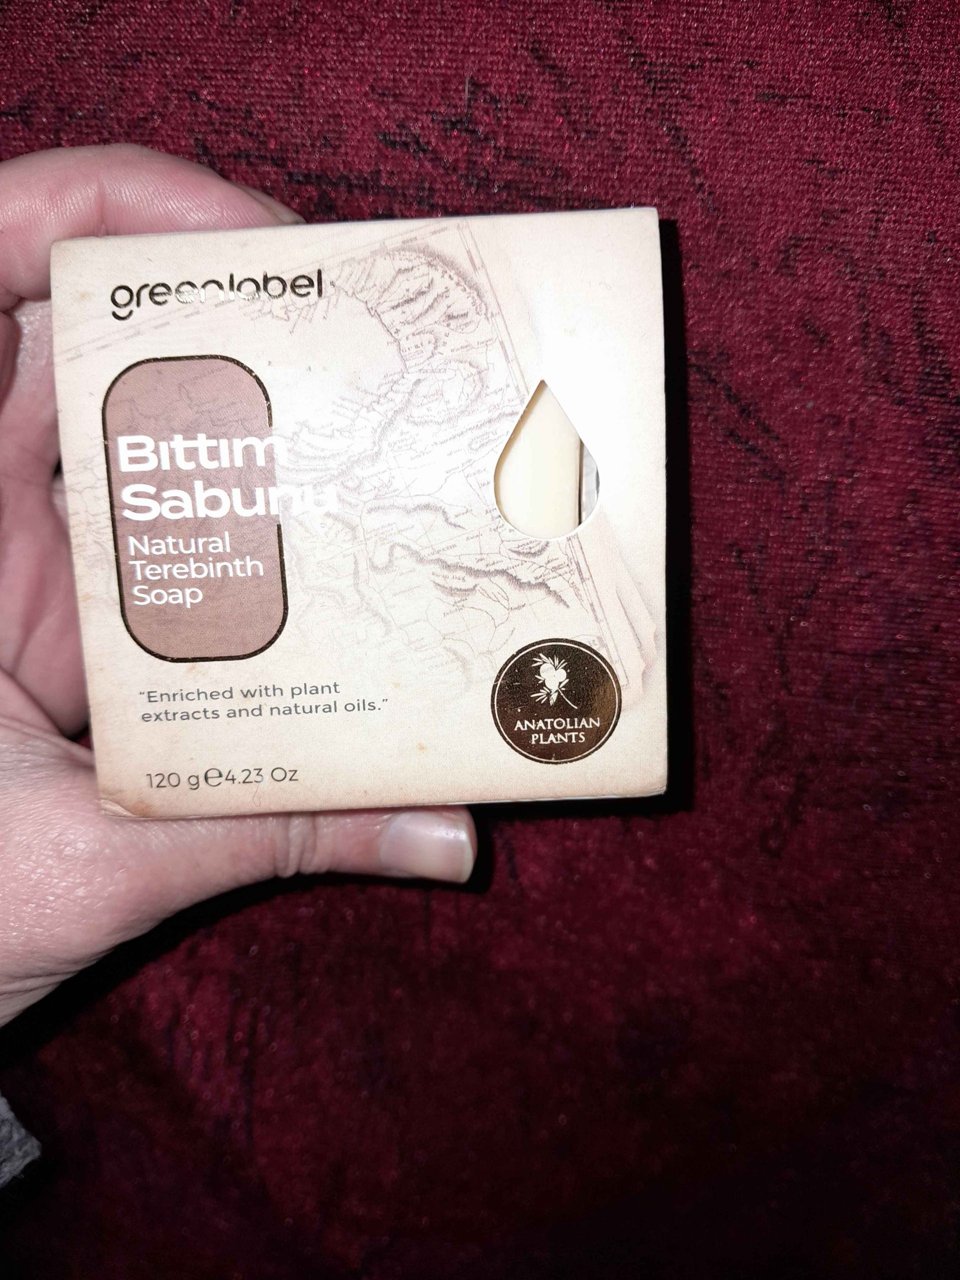 greenlabel
Bıttım
Sabunu
Natural
Terebinth
Soap
"Enriched with plant
extracts and natural oils."
120 g ℮ 4.23 Oz
ANATOLIAN
PLANTS